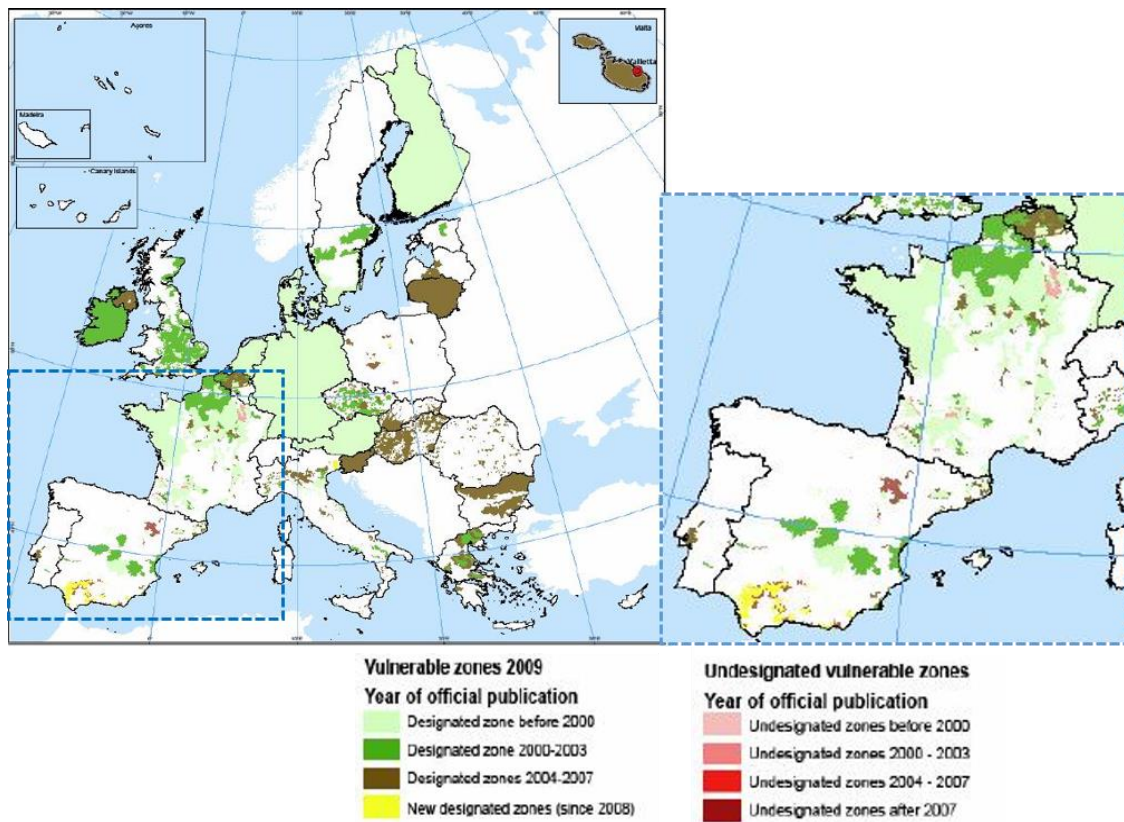 Açores
Madeira
Canary Islands
Malta
Valletta
Vulnerable zones 2009
Year of official publication
Designated zone before 2000
Designated zone 2000-2003
Designated zones 2004-2007
New designated zones (since 2008)
Undesignated vulnerable zones
Year of official publication
Undesignated zones before 2000
Undesignated zones 2000 - 2003
Undesignated zones 2004 - 2007
Undesignated zones after 2007